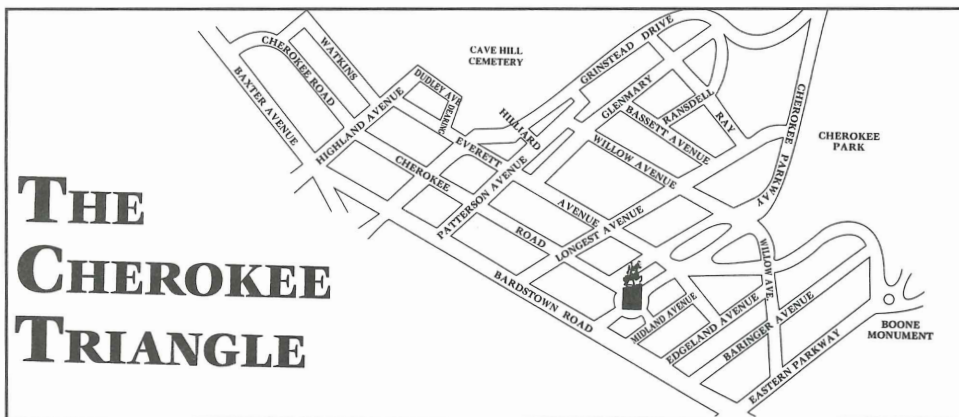 THE
CHEROKEE
TRIANGLE
WATKINS
CHEROKEE ROAD
BAXTER AVENUE
CAVE HILL
CEMETERY
DUDLEY AVE
DEARING
HIGHLAND AVENUE
HILLIARD
GRINSTEAD DRIVE
GLENMARY
RANSDELL
RAY
BASSETT AVENUE
CHEROKEE PARKWAY
CHEROKEE
PARK
EVERETT
AVENUE
WILLOW AVENUE
CHEROKEE
ROAD
PATTERSON AVENUE
LONGEST AVENUE
BARDSTOWN ROAD
WILLOW AVE.
MIDLAND AVENUE
EDGELAND AVENUE
BARINGER AVENUE
EASTERN PARKWAY
BOONE
MONUMENT